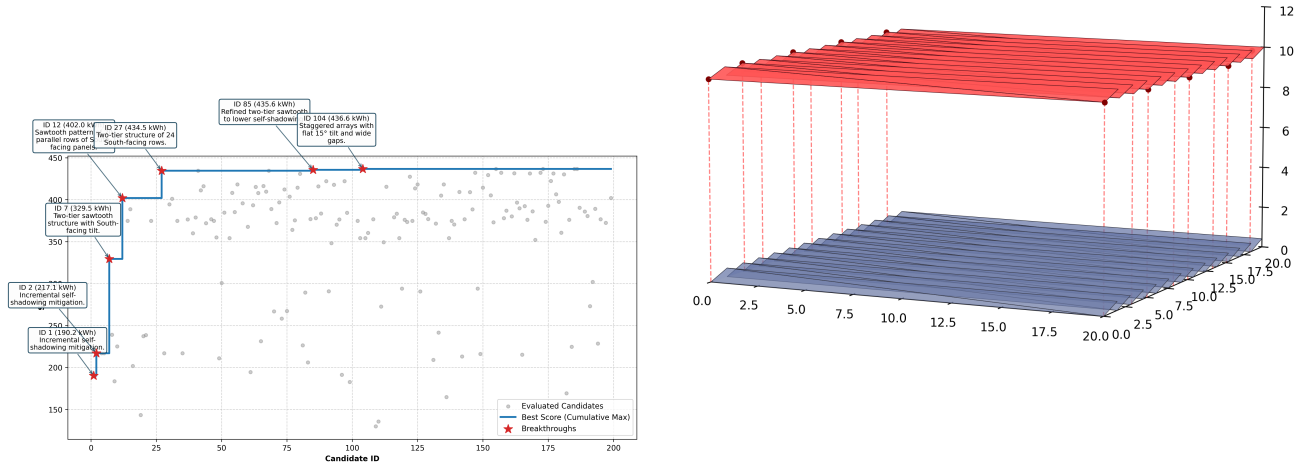 ID 85 (435.6 kWh)
Refined two-tier sawtooth
to lower self-shadowing
ID 104 (436.6 kWh)
Staggered arrays with
flat 15° tilt and wide
gaps.
ID 12 (402.0
Sawtooth pattern
parallel rows of
facing panels.
ID 27 (434.5 kWh)
Two-tier structure of 24
South-facing rows.
ID 7 (329.5 kWh)
Two-tier sawtooth
structure with South-
facing tilt.
ID 2 (217.1 kWh)
Incremental self-
shadowing mitigation.
ID 1 (190.2 kWh)
Incremental self-
shadowing mitigation.
450
400
350
250
200
150
0
25
50
75
100
125
150
175
200
Candidate ID
Evaluated Candidates
Best Score (Cumulative Max)
Breakthroughs
12
10
8
6
4
2
0
0.0
2.5
5.0
7.5
10.0
12.5
15.0
17.5
20.0
0.0
2.5
5.0
7.5
10.0
12.5
15.0
17.5
20.0